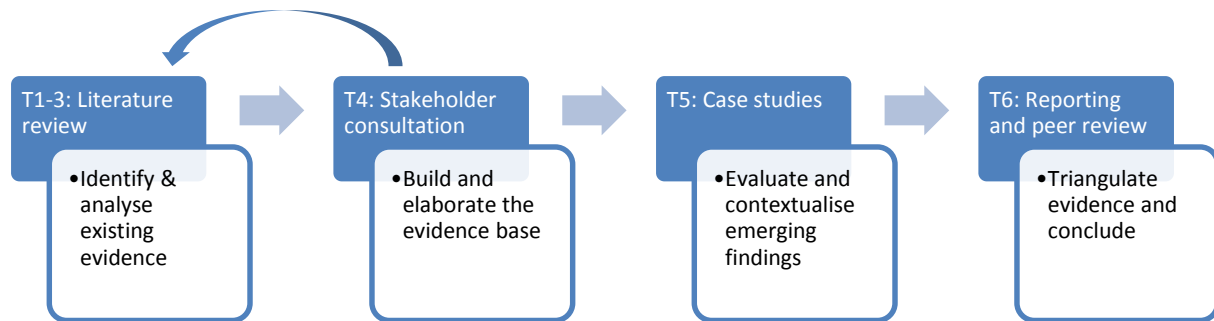 T1-3: Literature
review
•Identify &
analyse
existing
evidence
T4: Stakeholder
consultation
•Build and
elaborate the
evidence base
T5: Case studies
•Evaluate and
contextualise
emerging
findings
T6: Reporting
and peer review
•Triangulate
evidence and
conclude